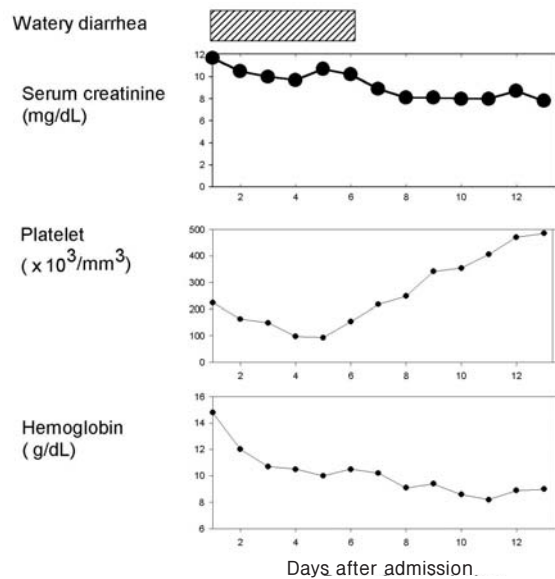 Watery diarrhea
Serum creatinine
(mg/dL)
12
10
8
6
4
2
0
2 4 6 8 10 12
Platelet
( x 10³/mm³)
500
400
300
200
100
0
2 4 6 8 10 12
Hemoglobin
( g/dL)
16
14
12
10
8
6
2 4 6 8 10 12
Days after admission